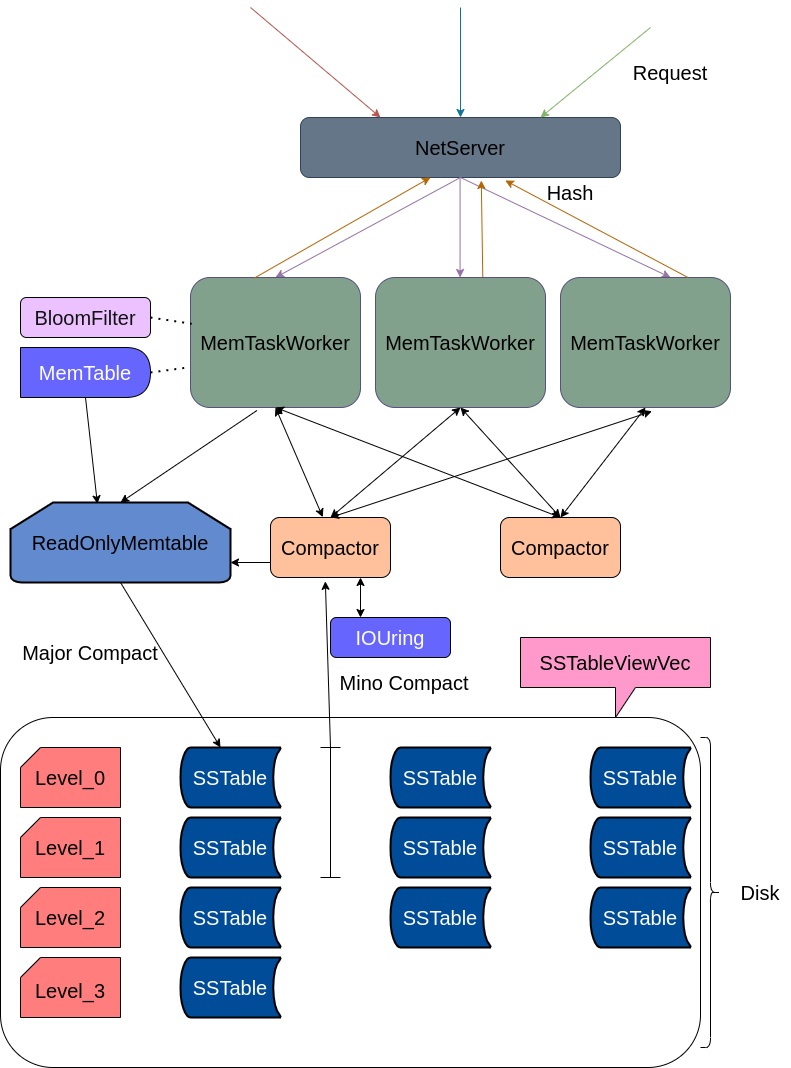 Request
NetServer
Hash
BloomFilter
MemTable
MemTaskWorker
MemTaskWorker
MemTaskWorker
ReadOnlyMemtable
Compactor
Compactor
IOUring
Major Compact
Mino Compact
SSTableViewVec
Level_0
SSTable
SSTable
SSTable
Level_1
SSTable
SSTable
SSTable
Level_2
SSTable
SSTable
SSTable
Disk
Level_3
SSTable